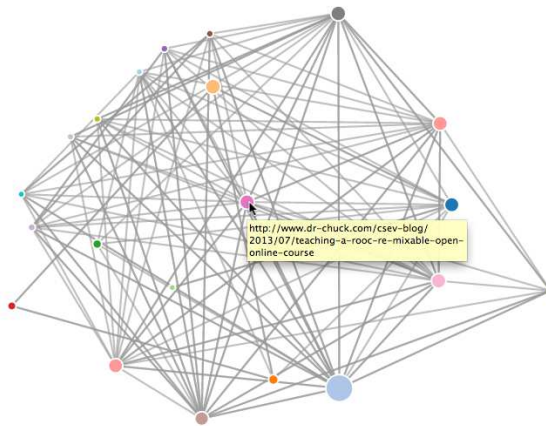 http://www.dr-chuck.com/csev-blog/
2013/07/teaching-a-rooc-re-mixable-open-
online-course